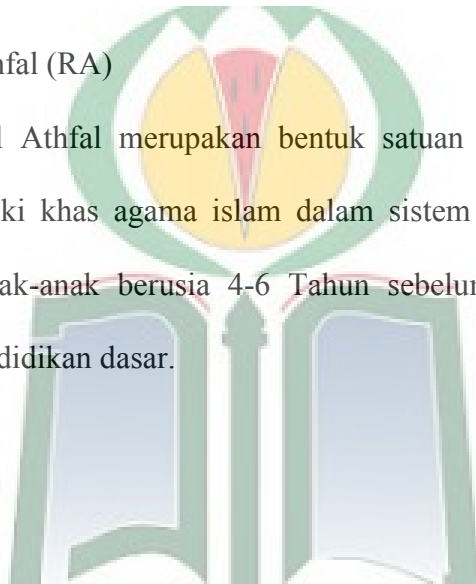 nfal (RA)
Athfal merupakan bentuk satuan
ki khas agama islam dalam sistem
ak-anak berusia 4-6 Tahun sebelum
didikan dasar.